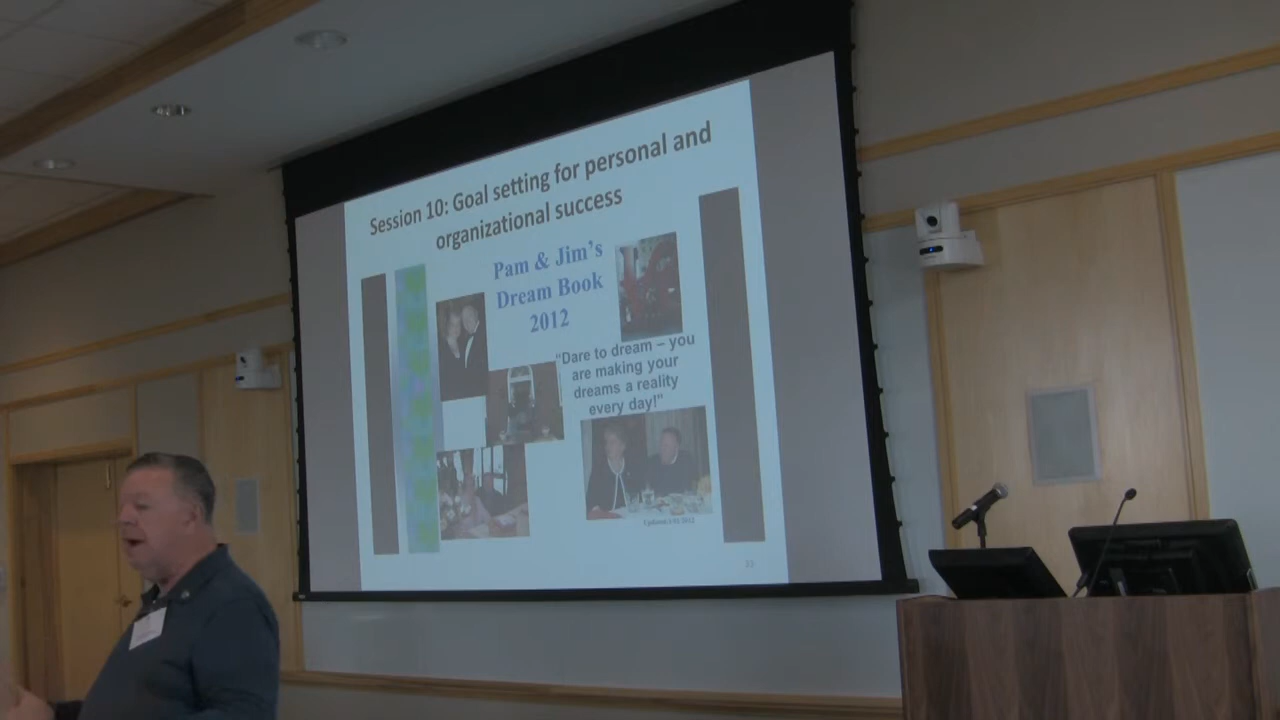 Session 10: Goal setting for personal and
organizational success
Pam & Jim's
Dream Book
2012
"Dare to dream – you
are making your
dreams a reality
every day!"
33